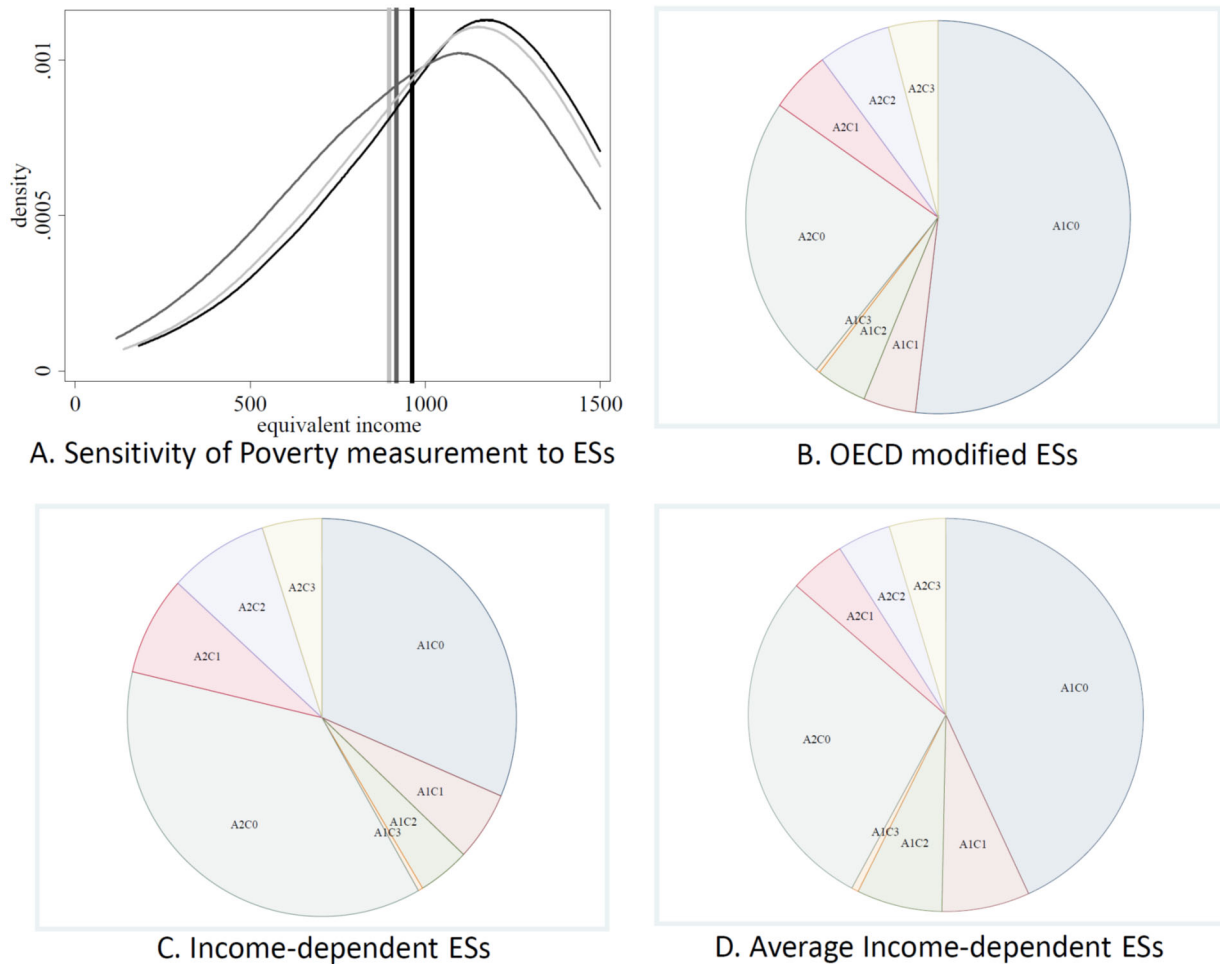 .001
.0005
0
density
0 500 1000 1500
equivalent income
A. Sensitivity of Poverty measurement to ESs
A2C3
A2C2
A2C1
A1C0
A2C0
A1C3
A1C2
A1C1
B. OECD modified ESs
A2C3
A2C2
A1C0
A2C1
A1C1
A1C2
A1C3
A2C0
C. Income-dependent ESs
A2C3
A2C2
A2C1
A1C0
A2C0
A1C3
A1C2
A1C1
D. Average Income-dependent ESs